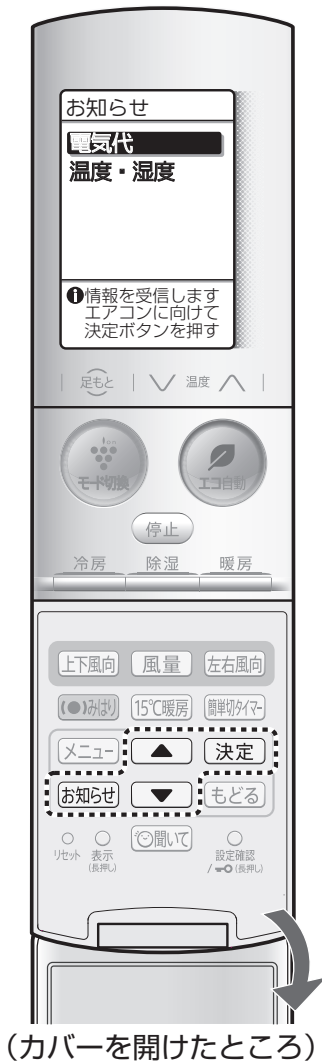 お知らせ
電気代
温度・湿度
❶情報を受信します
エアコンに向けて
決定ボタンを押す
足もと 温度
モード切換 エコ自動
停止
冷房 除湿 暖房
上下風向 風量 左右風向
みはり 15℃暖房 簡単切タイマー
メニュー ▲ 決定
お知らせ ▼ もどる
リセット 表示(長押し) 聞いて 設定確認/(長押し)
(カバーを開けたところ)